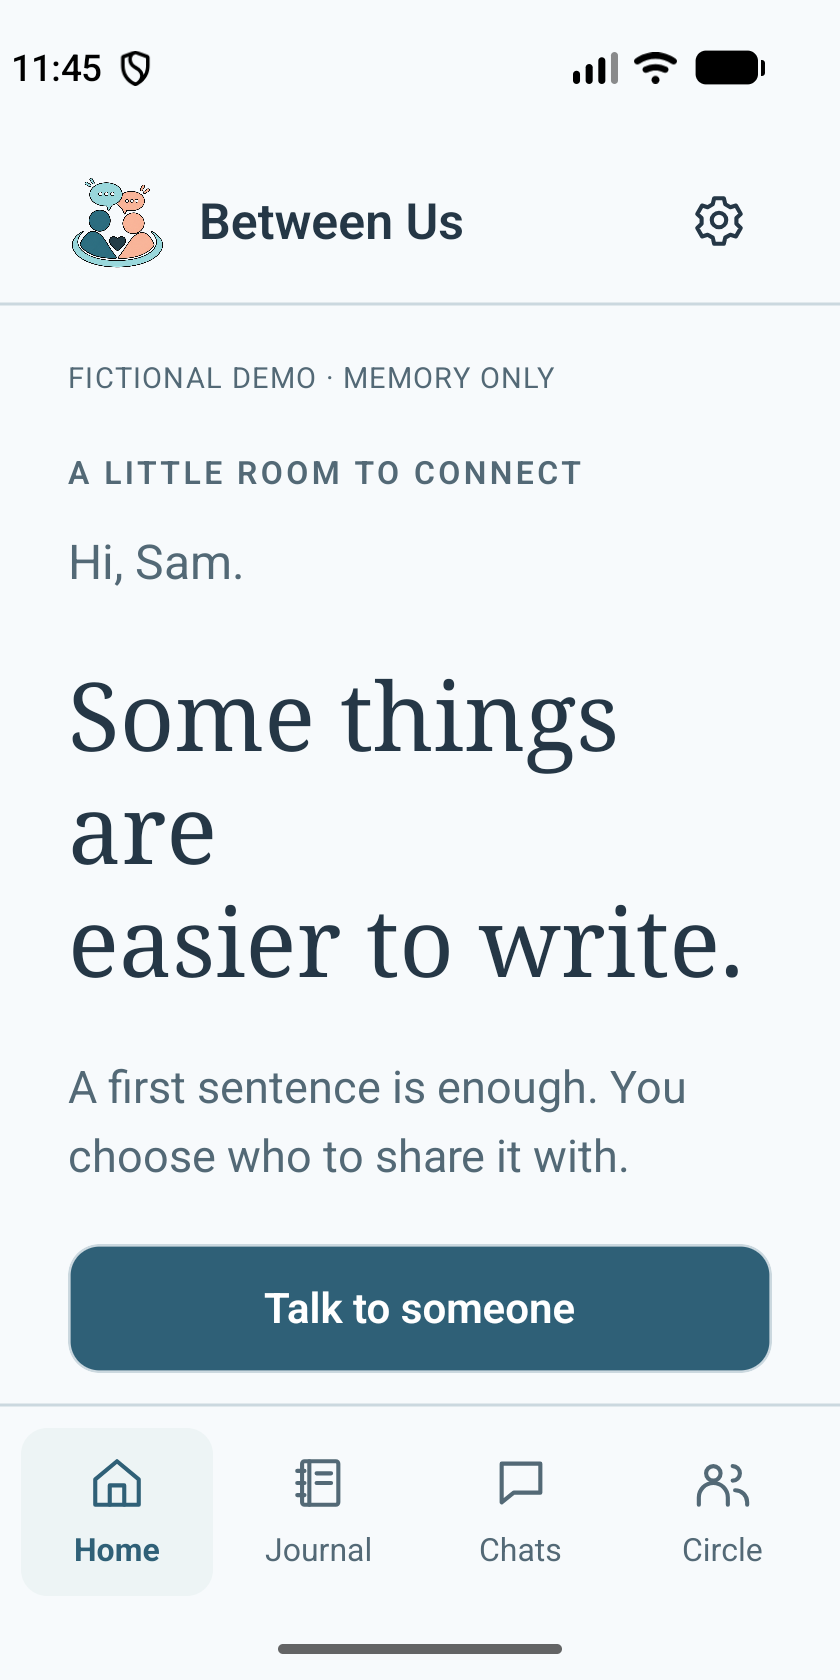 11:45
Between Us
FICTIONAL DEMO · MEMORY ONLY
A LITTLE ROOM TO CONNECT
Hi, Sam.
Some things
are
easier to write.
A first sentence is enough. You
choose who to share it with.
Talk to someone
Home
Journal
Chats
Circle